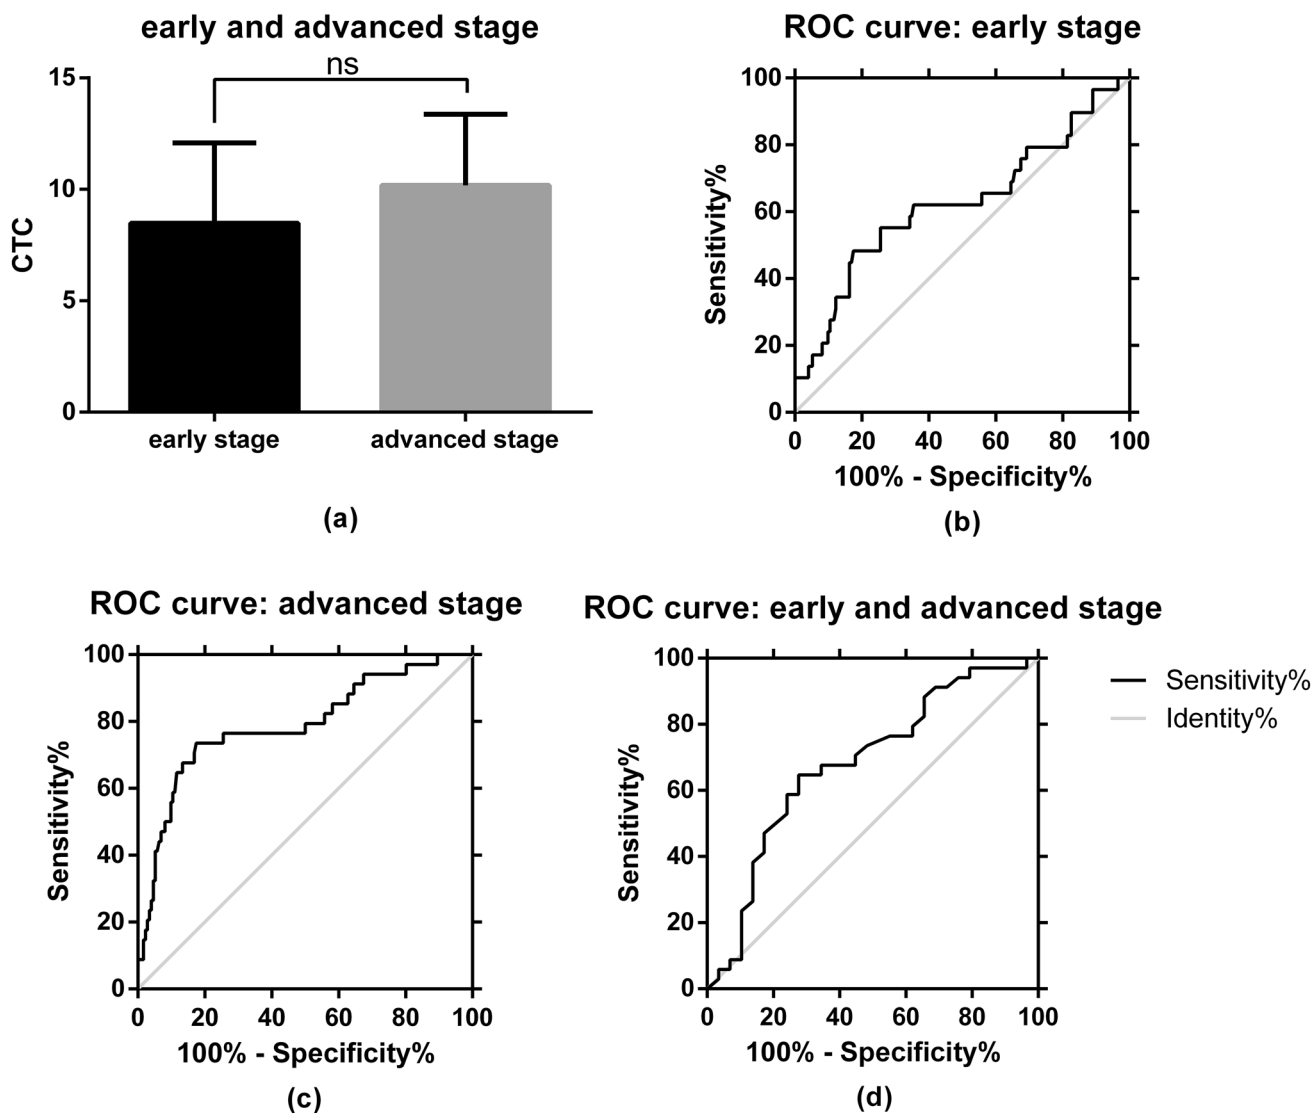 early and advanced stage
ns
15
10
5
0
CTC
early stage
advanced stage
(a)
ROC curve: early stage
100
80
60
40
20
0
Sensitivity%
0 20 40 60 80 100
100% - Specificity%
(b)
ROC curve: advanced stage
100
80
60
40
20
0
Sensitivity%
0 20 40 60 80 100
100% - Specificity%
(c)
ROC curve: early and advanced stage
100
80
60
40
20
0
Sensitivity%
0 20 40 60 80 100
100% - Specificity%
(d)
Sensitivity%
Identity%